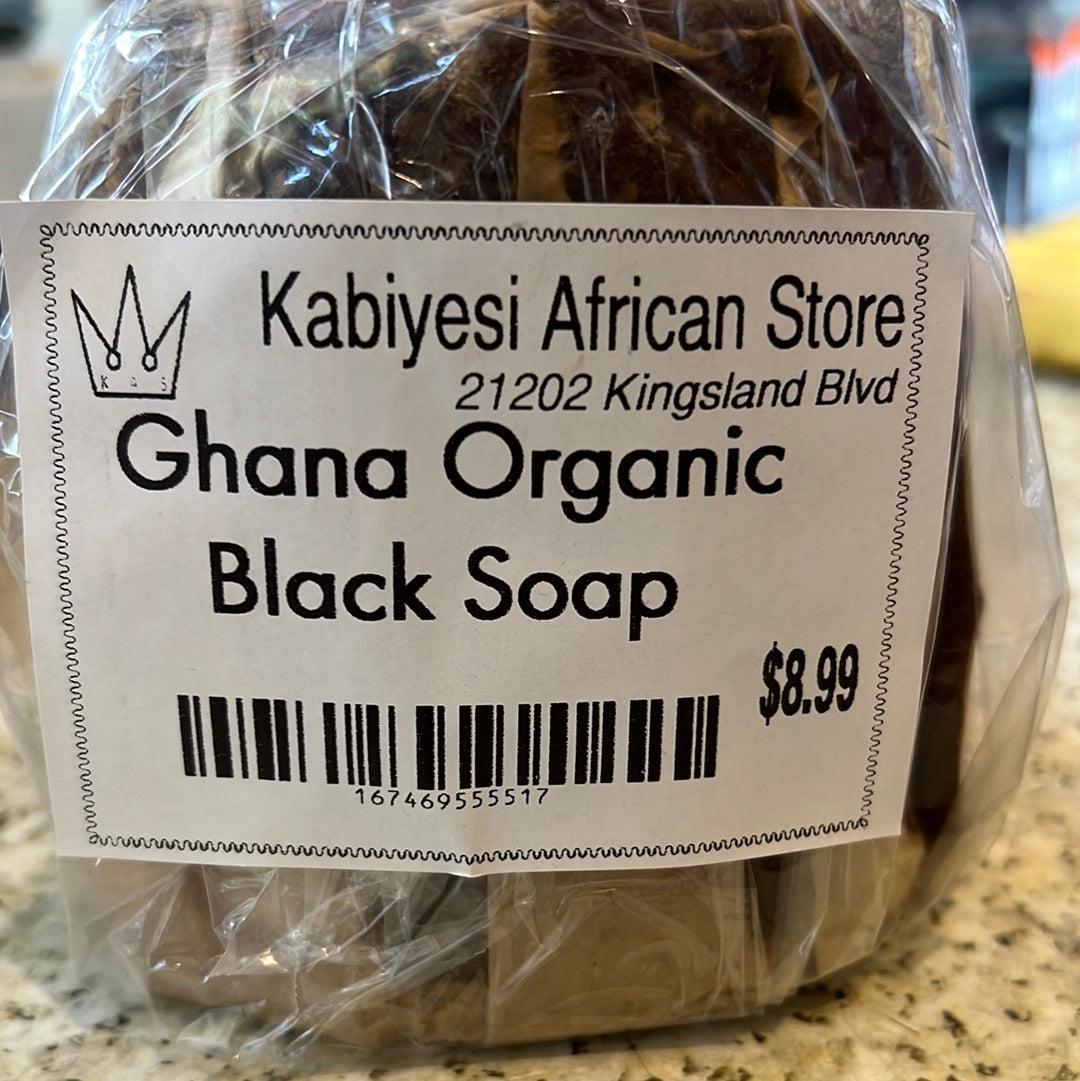 Kabiyesi African Store
K A S
21202 Kingsland Blvd
Ghana Organic
Black Soap
$8.99
167469555517